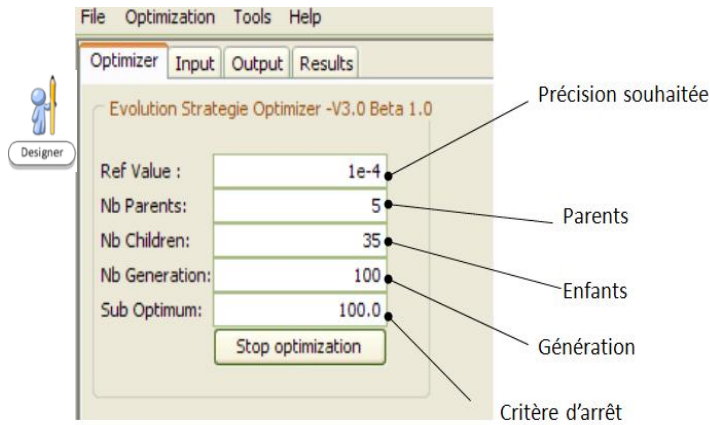 File Optimization Tools Help
Optimizer Input Output Results
Evolution Strategie Optimizer -V3.0 Beta 1.0
Précision souhaitée
Designer
Ref Value : 1e-4
Nb Parents: 5
Parents
Nb Children: 35
Enfants
Nb Generation: 100
Génération
Sub Optimum: 100.0
Stop optimization
Critère d'arrêt